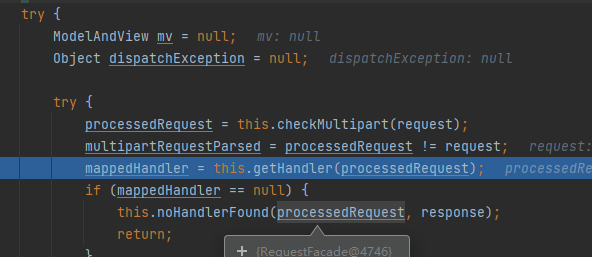 try {
ModelAndView mv = null; mv: null
Object dispatchException = null; dispatchException: null
try {
processedRequest = this.checkMultipart(request);
multipartRequestParsed = processedRequest != request; request:
mappedHandler = this.getHandler(processedRequest); processedRe
if (mappedHandler == null) {
this.noHandlerFound(processedRequest, response);
return;
}
+ {RequestFacade@4746}